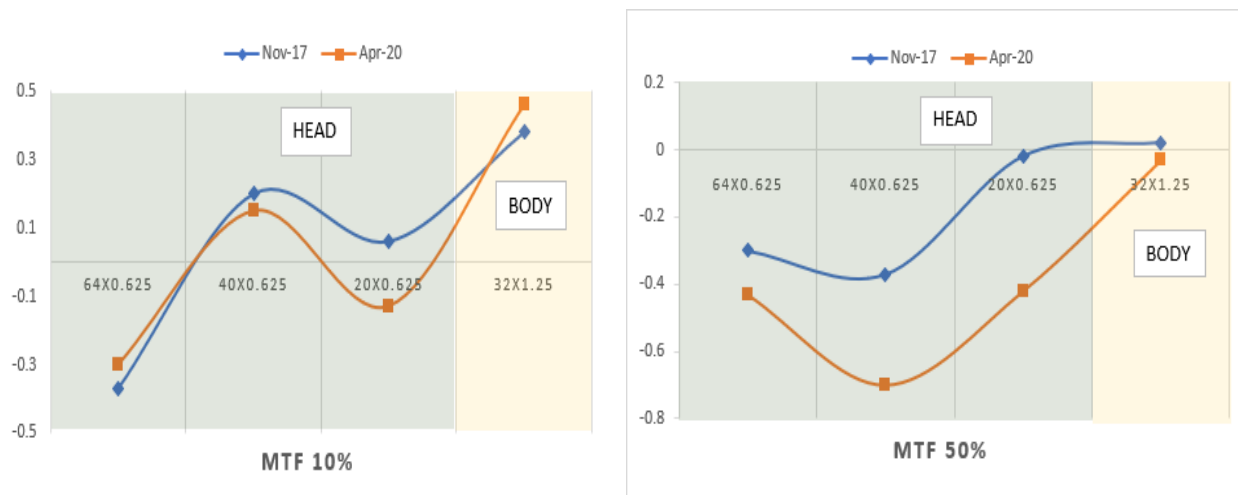 Nov-17 Apr-20
0.5
0.3
0.1
-0.1
-0.3
-0.5
HEAD
BODY
64X0.625 40X0.625 20X0.625 32X1.25
MTF 10%
Nov-17 Apr-20
0.2
0
-0.2
-0.4
-0.6
-0.8
HEAD
64X0.625 40X0.625 20X0.625 32X1.25
BODY
MTF 50%